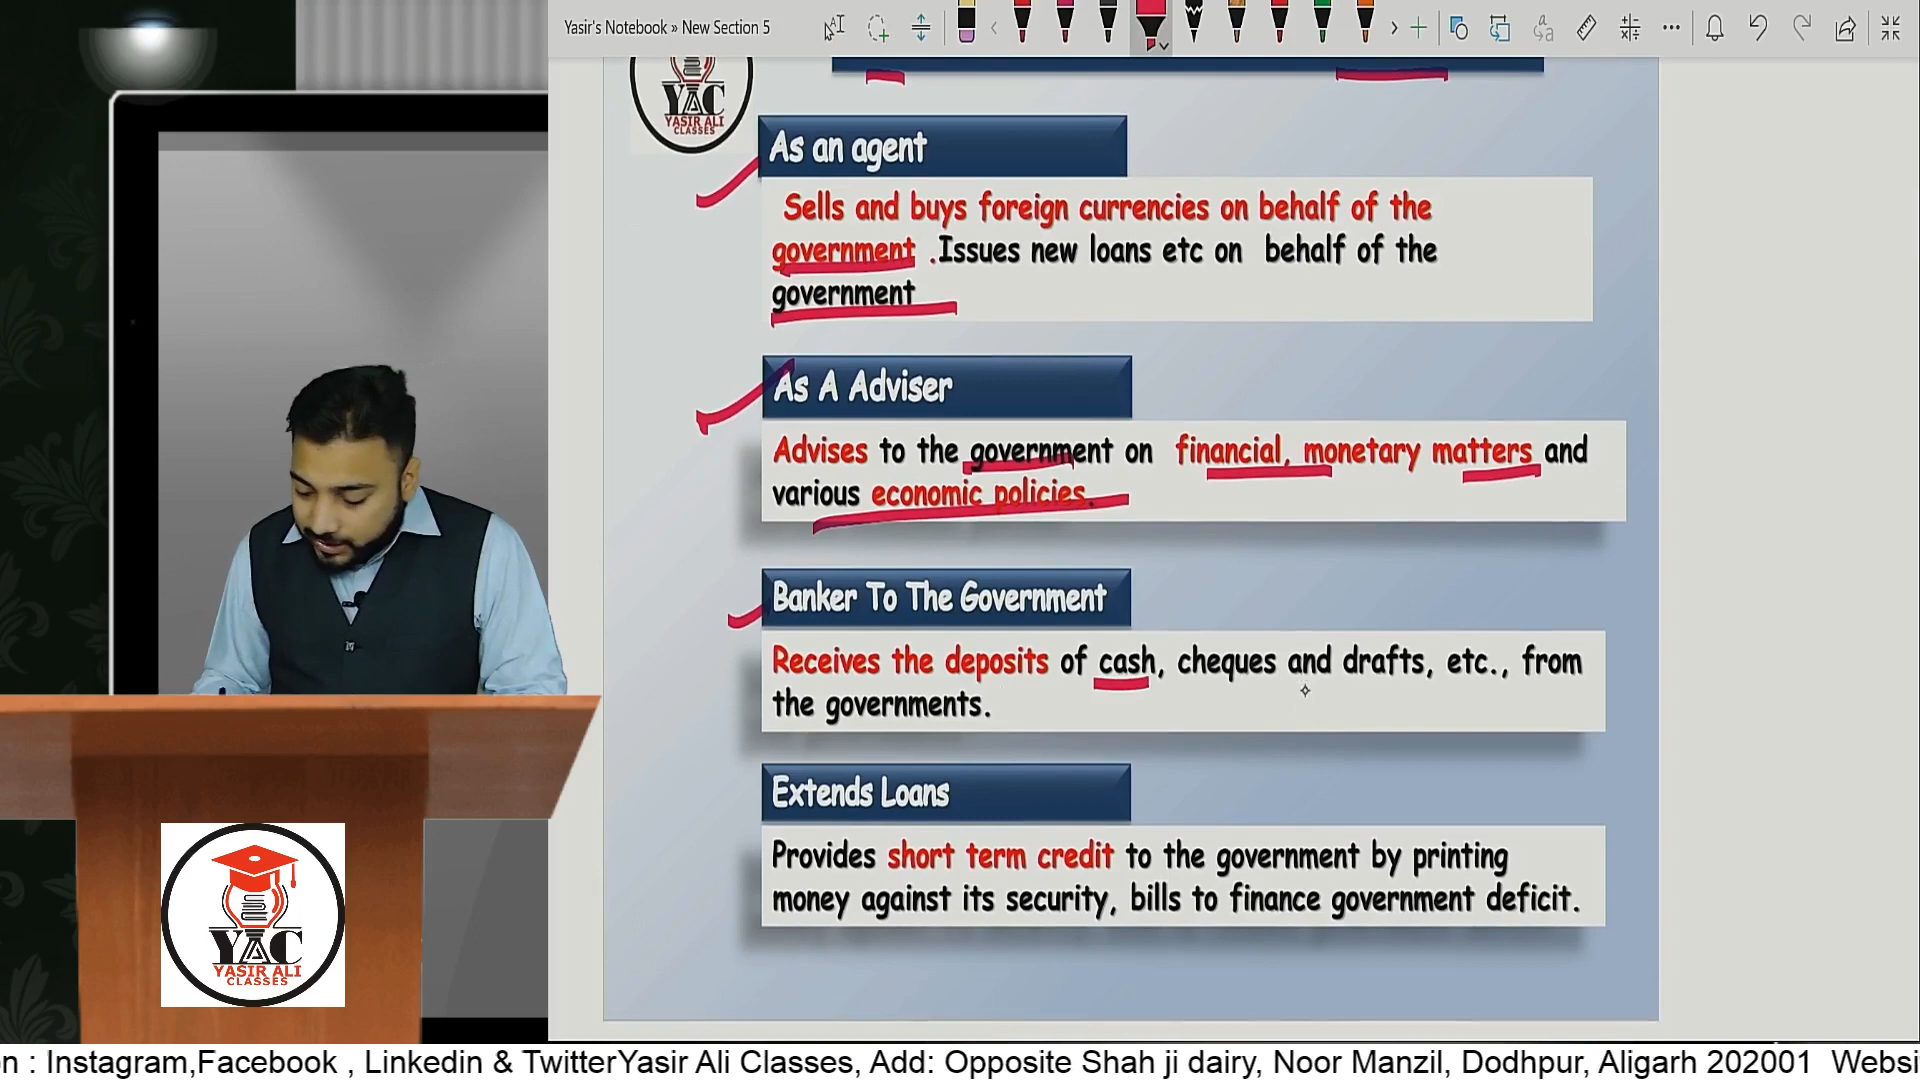 Yasir's Notebook » New Section 5
YAC
YASIR ALI
CLASSES
As an agent
Sells and buys foreign currencies on behalf of the
government .Issues new loans etc on behalf of the
government
As A Adviser
Advises to the government on financial, monetary matters and
various economic policies.
Banker To The Government
Receives the deposits of cash, cheques and drafts, etc., from
the governments.
Extends Loans
Provides short term credit to the government by printing
money against its security, bills to finance government deficit.
YAC
YASIR ALI
CLASSES
n : Instagram,Facebook , Linkedin & TwitterYasir Ali Classes, Add: Opposite Shah ji dairy, Noor Manzil, Dodhpur, Aligarh 202001 Websi